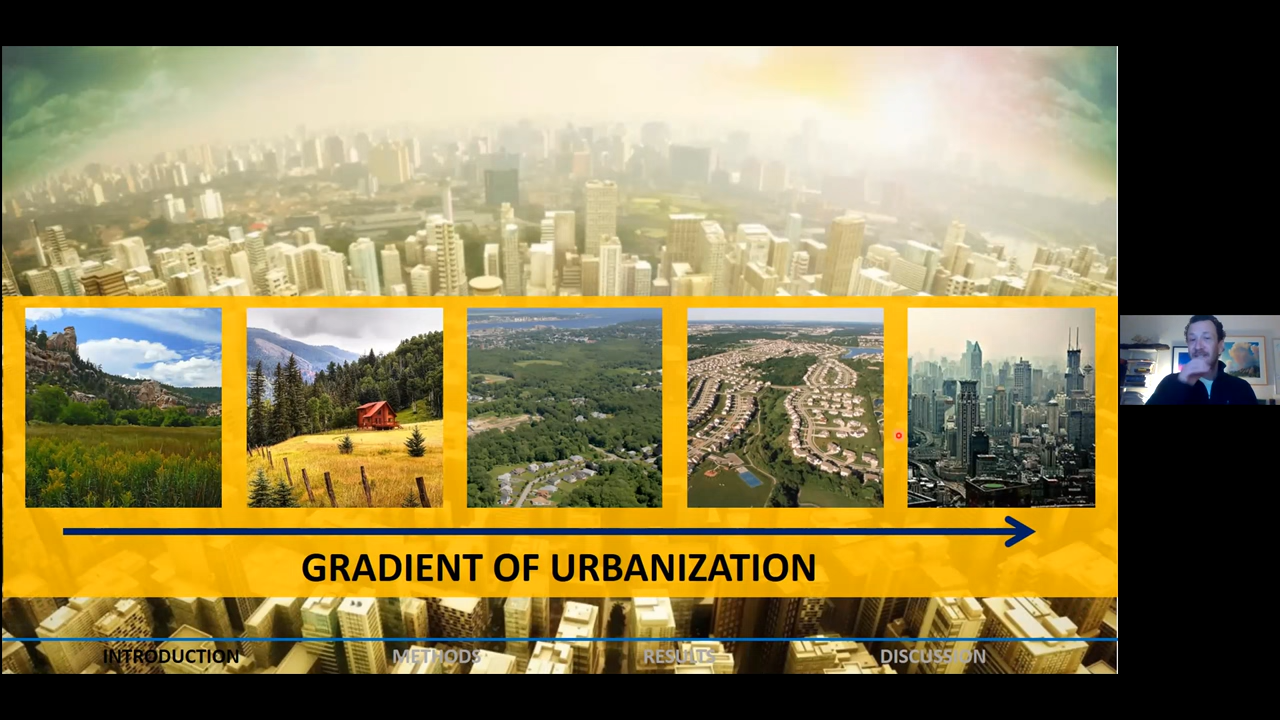 GRADIENT OF URBANIZATION
INTRODUCTION
METHODS
RESULTS
DISCUSSION